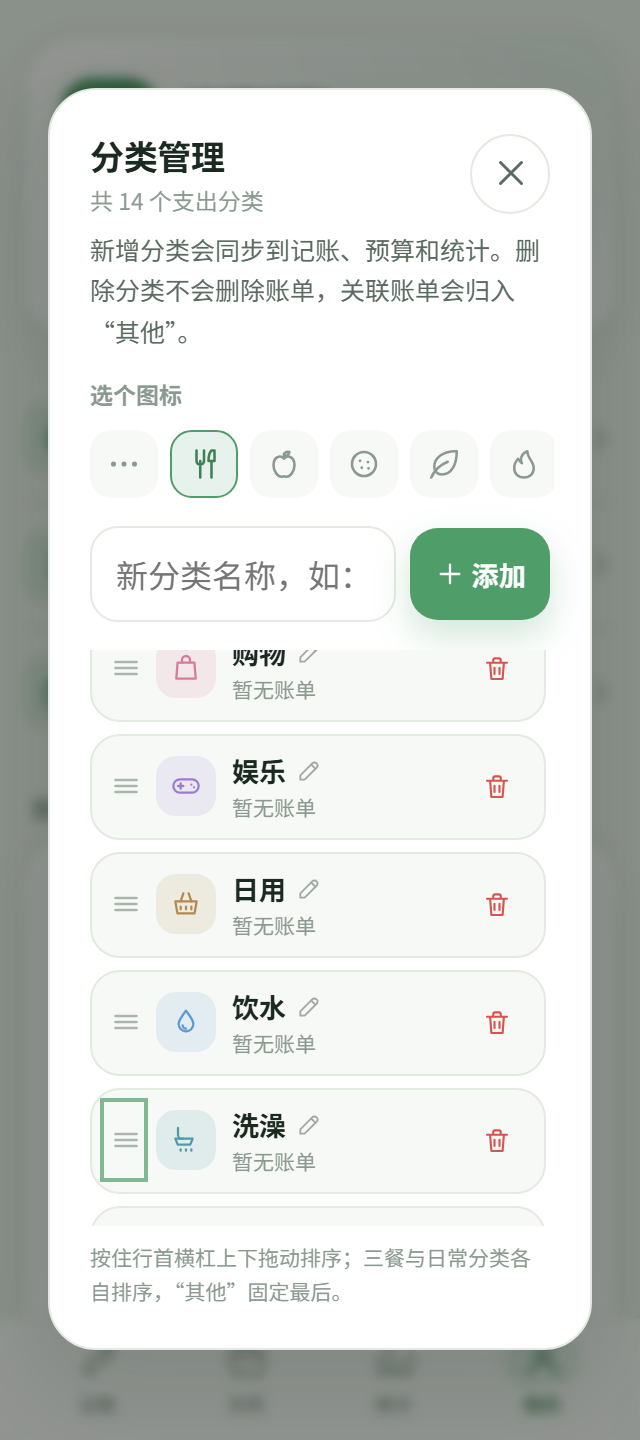 分类管理
共 14 个支出分类
新增分类会同步到记账、预算和统计。删
除分类不会删除账单，关联账单会归入
“其他”。
选个图标
新分类名称，如：
添加
购物
暂无账单
娱乐
暂无账单
日用
暂无账单
饮水
暂无账单
洗澡
暂无账单
按住行首横杠上下拖动排序；三餐与日常分类各
自排序，“其他”固定最后。